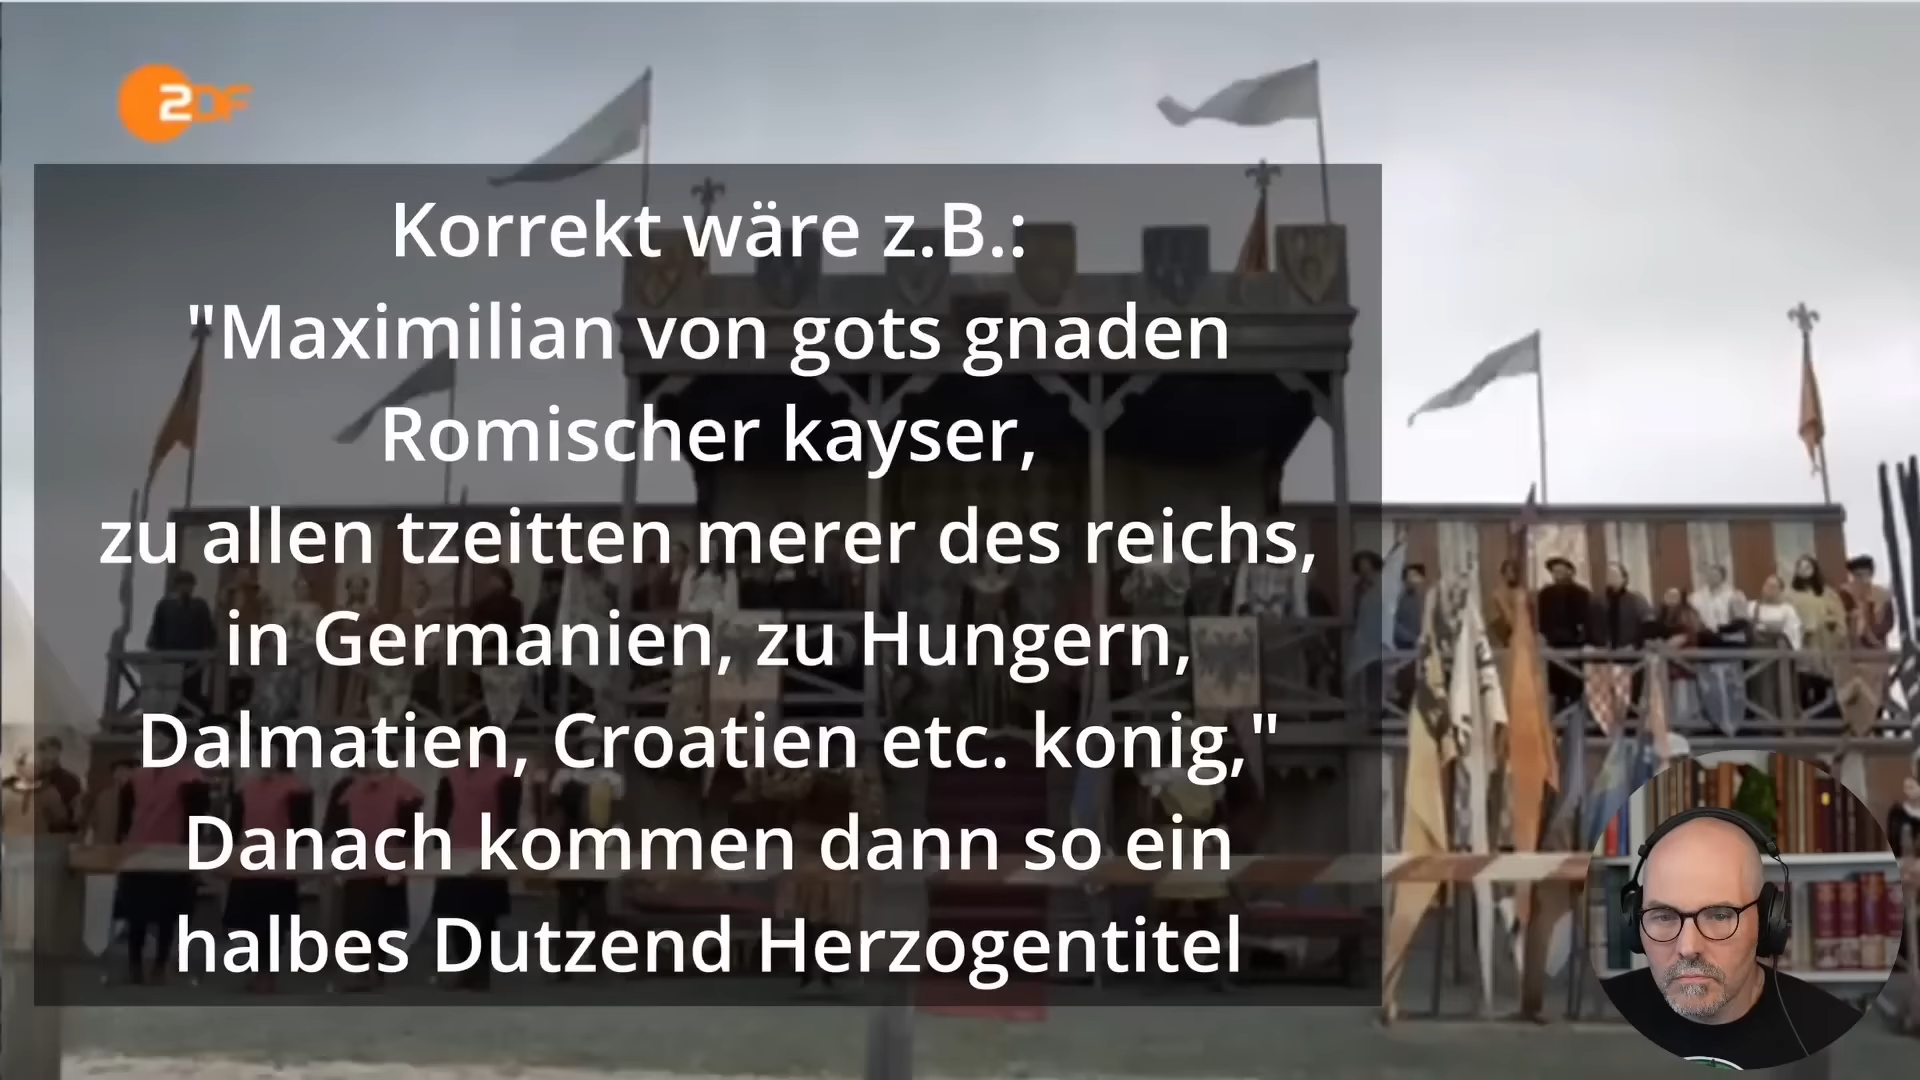 ZDF
Korrekt wäre z.B.:
"Maximilian von gots gnaden
Romischer kayser,
zu allen tzeitten merer des reichs,
in Germanien, zu Hungern,
Dalmatien, Croatien etc. konig,"
Danach kommen dann so ein
halbes Dutzend Herzogentitel